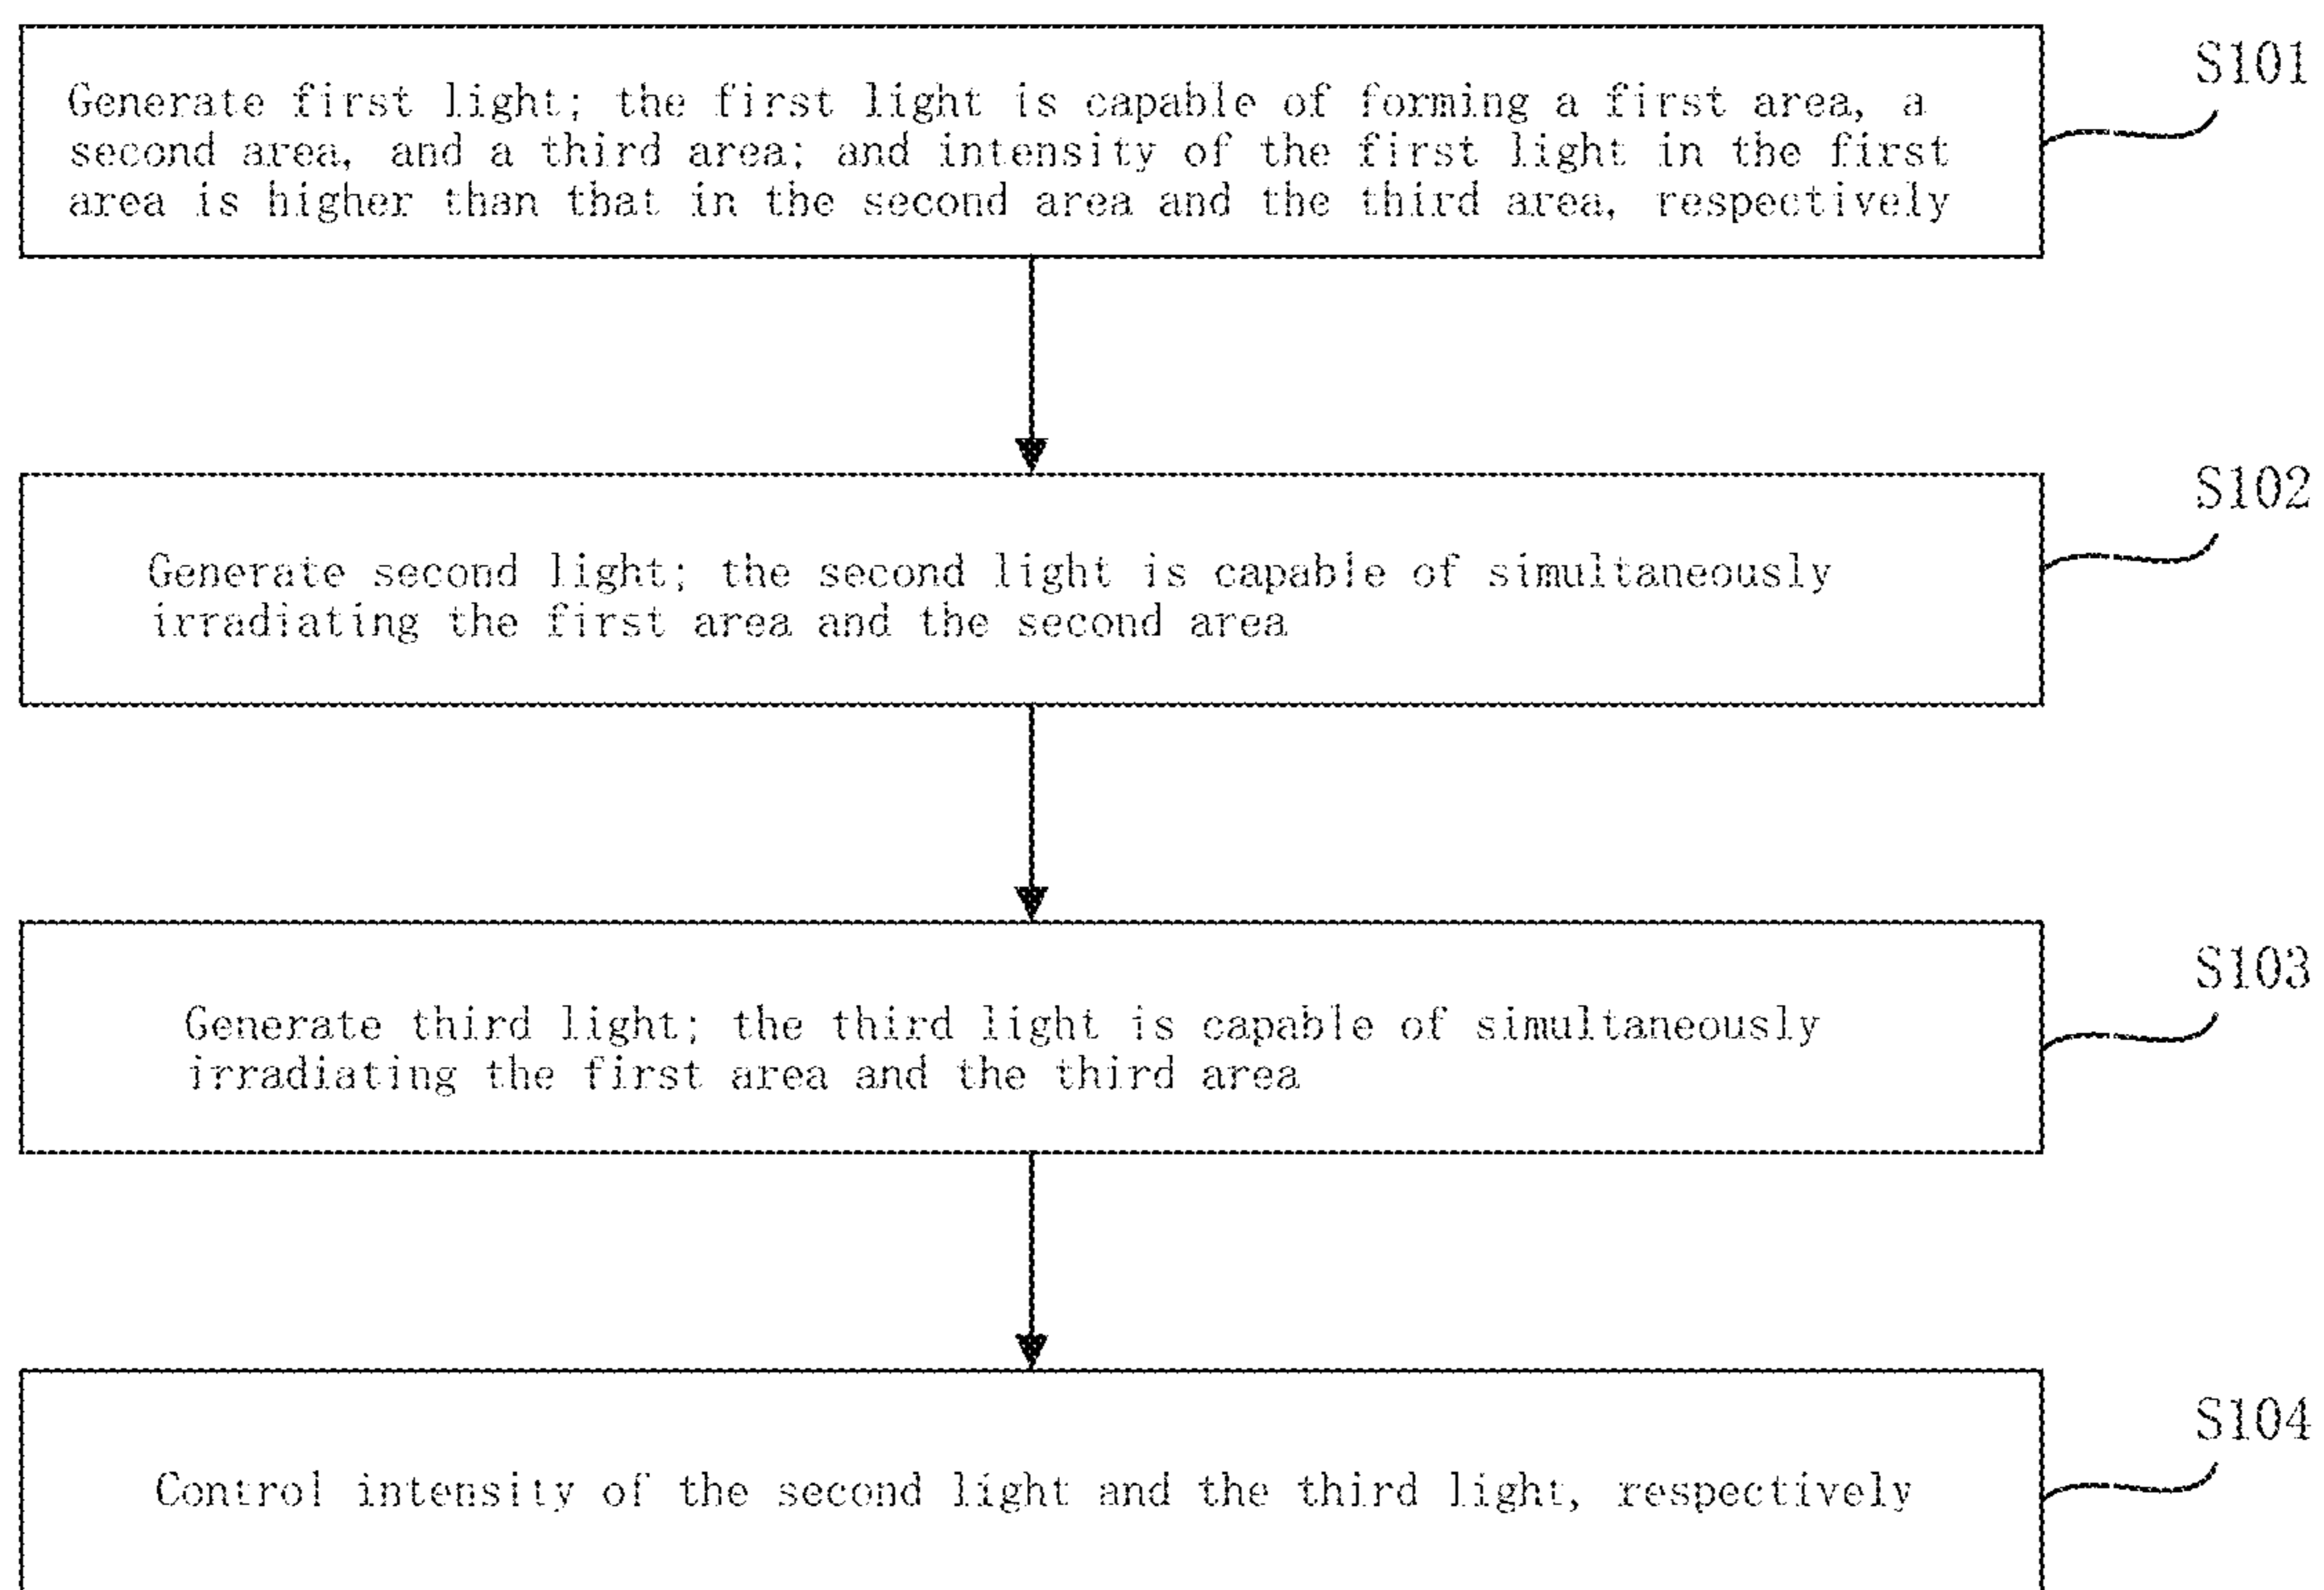 Generate first light; the first light is capable of forming a first area, a
second area, and a third area; and intensity of the first light in the first
area is higher than that in the second area and the third area, respectively
S101
Generate second light; the second light is capable of simultaneously
irradiating the first area and the second area
S102
Generate third light; the third light is capable of simultaneously
irradiating the first area and the third area
S103
Control intensity of the second light and the third light, respectively
S104